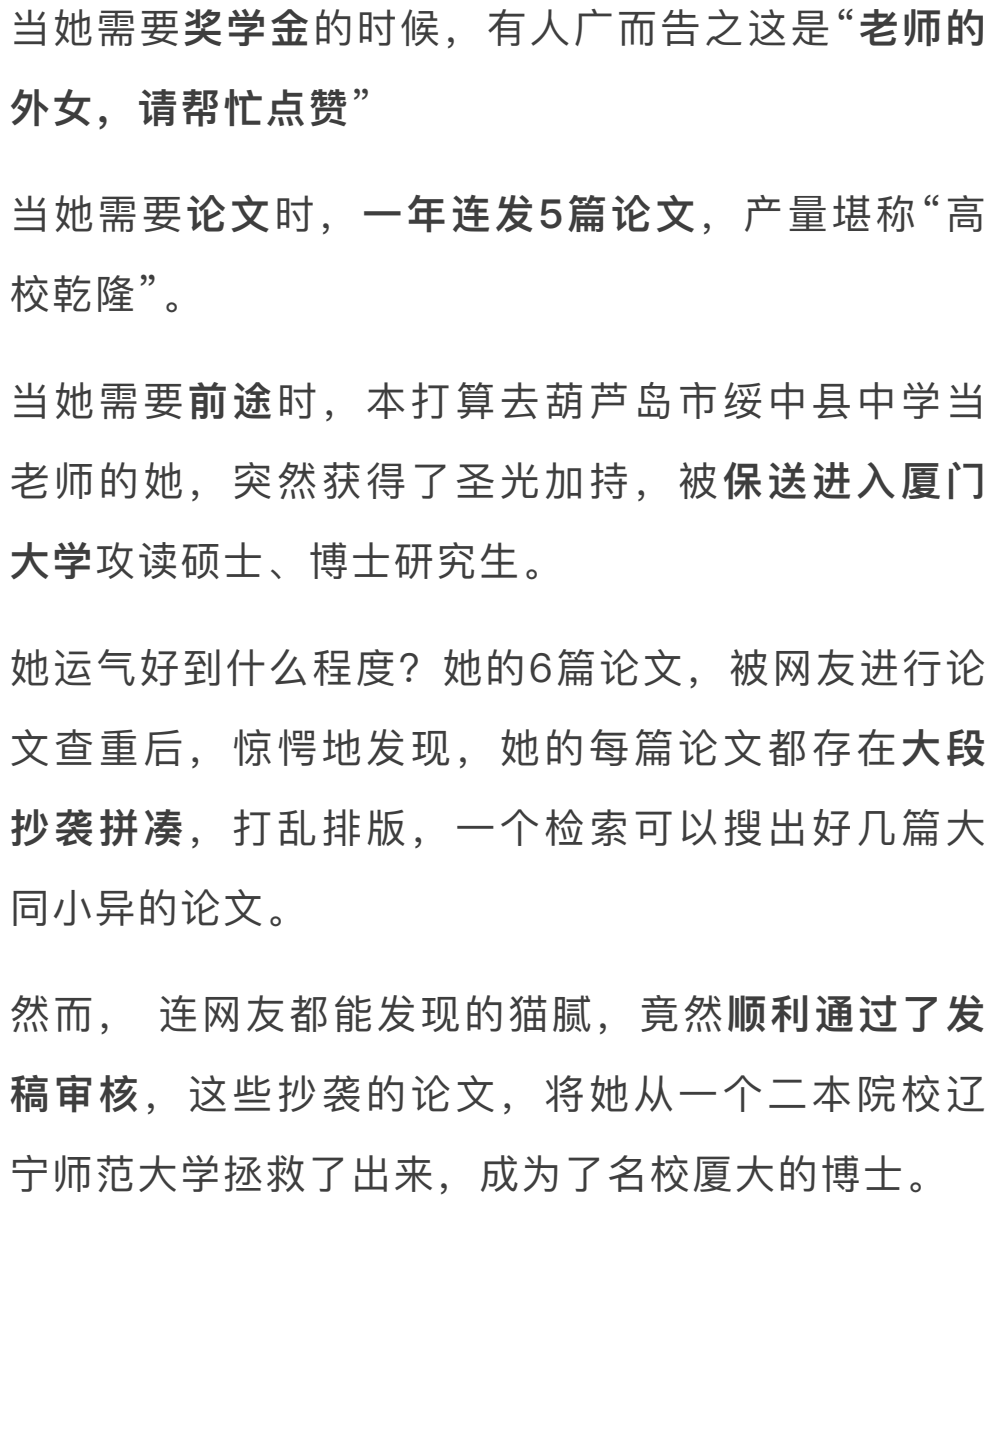 当她需要奖学金的时候，有人广而告之这是“老师的
外女，请帮忙点赞”
当她需要论文时， 一年连发5篇论文，产量堪称“高
校乾隆”。
当她需要前途时，本打算去葫芦岛市绥中县中学当
老师的她，突然获得了圣光加持，被保送进入厦门
大学攻读硕士、博士研究生。
她运气好到什么程度？她的6篇论文，被网友进行论
文查重后，惊愕地发现，她的每篇论文都存在大段
抄袭拼凑，打乱排版，一个检索可以搜出好几篇大
同小异的论文。
然而， 连网友都能发现的猫腻，竟然顺利通过了发
稿审核，这些抄袭的论文，将她从一个二本院校辽
宁师范大学拯救了出来，成为了名校厦大的博士。